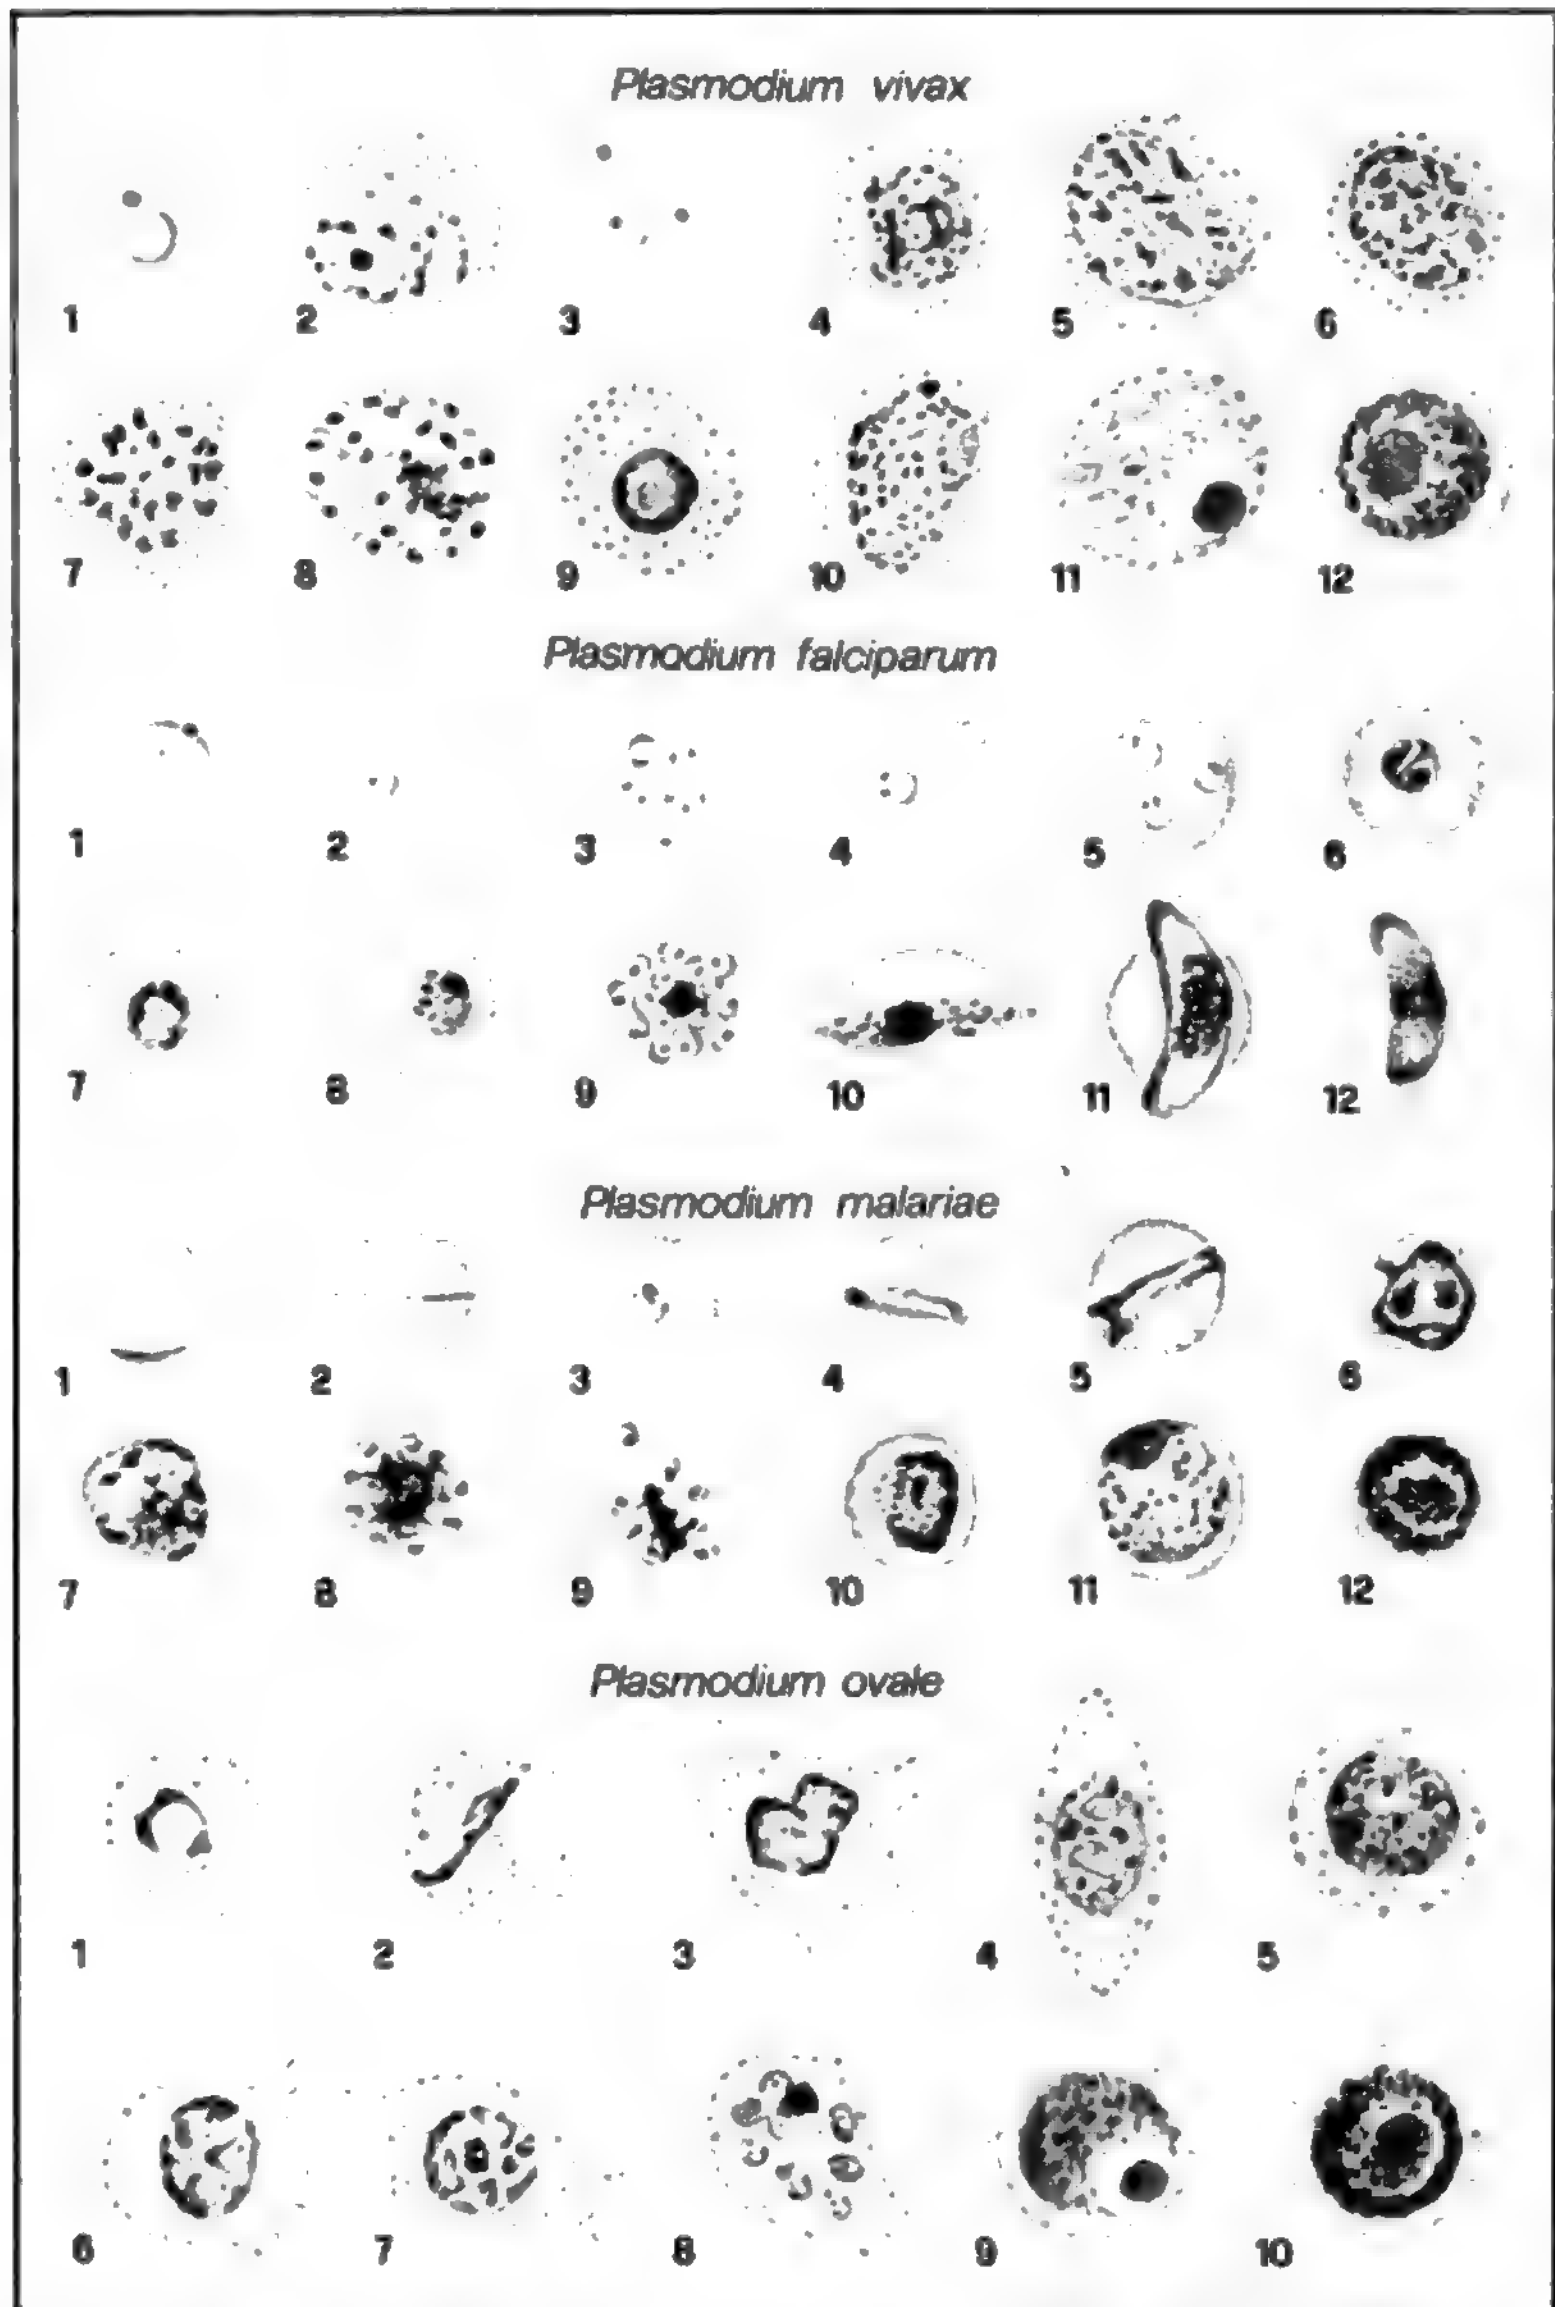 Plasmodium vivax
1 2 3 4 5 6
7 8 9 10 11 12
Plasmodium falciparum
1 2 3 4 5 6
7 8 9 10 11 12
Plasmodium malariae
1 2 3 4 5 6
7 8 9 10 11 12
Plasmodium ovale
1 2 3 4 5
6 7 8 9 10